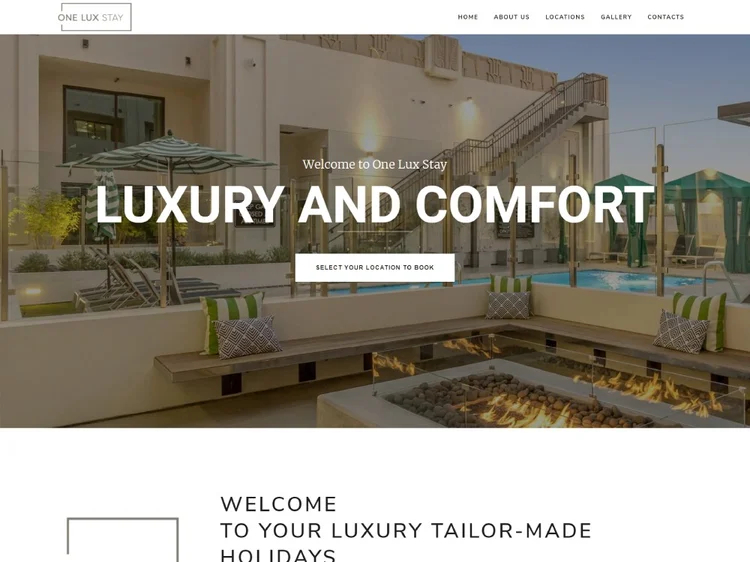 ONE LUX STAY
HOME ABOUT US LOCATIONS GALLERY CONTACTS
Welcome to One Lux Stay
LUXURY AND COMFORT
SELECT YOUR LOCATION TO BOOK
WELCOME
TO YOUR LUXURY TAILOR-MADE
HOLIDAYS